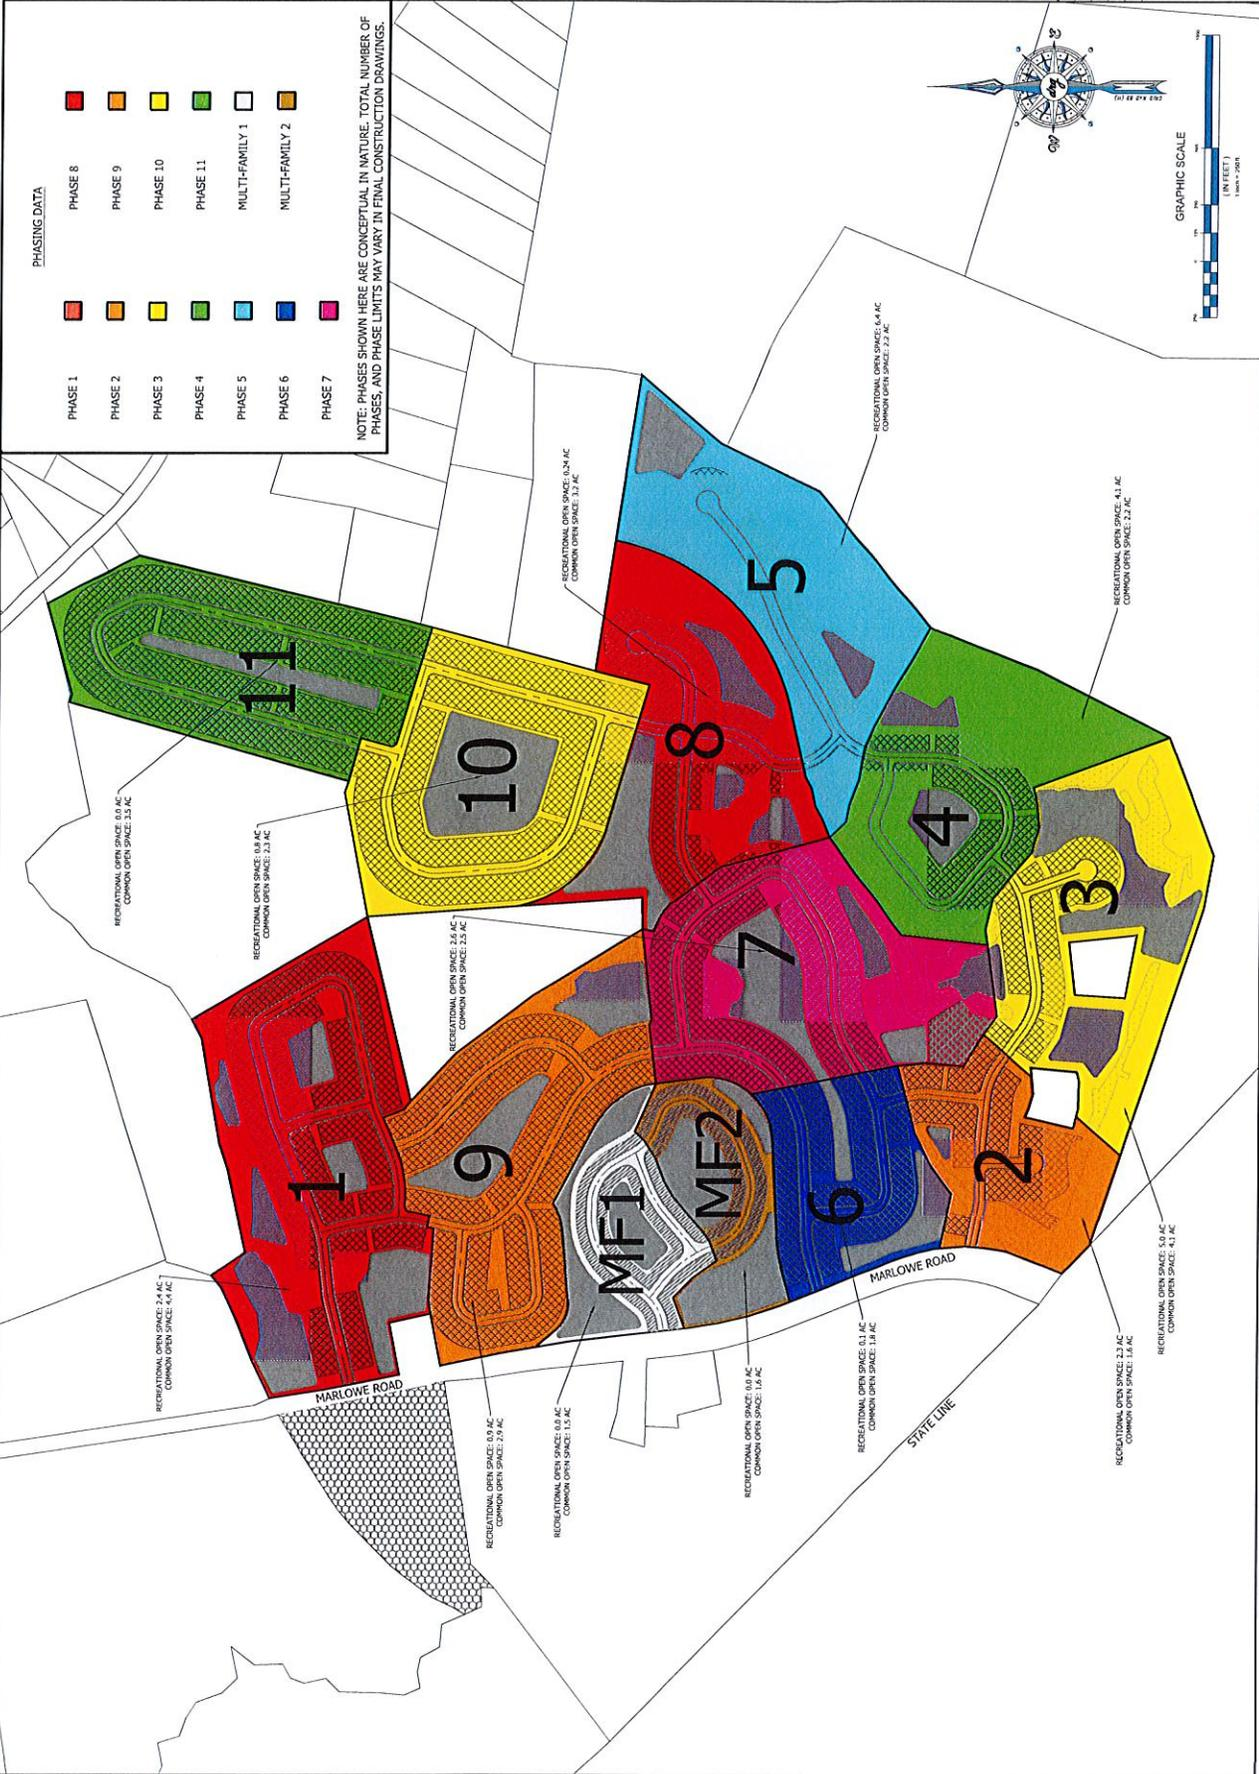 PHASING DATA
PHASE 1
PHASE 2
PHASE 3
PHASE 4
PHASE 5
PHASE 6
PHASE 7
PHASE 8
PHASE 9
PHASE 10
PHASE 11
MULTI-FAMILY 1
MULTI-FAMILY 2
NOTE: PHASES SHOWN HERE ARE CONCEPTUAL IN NATURE. TOTAL NUMBER OF
PHASES, AND PHASE LIMITS MAY VARY IN FINAL CONSTRUCTION DRAWINGS.
RECREATIONAL OPEN SPACE: 0.0 AC
COMMON OPEN SPACE: 3.5 AC
RECREATIONAL OPEN SPACE: 0.8 AC
COMMON OPEN SPACE: 2.3 AC
RECREATIONAL OPEN SPACE: 2.6 AC
COMMON OPEN SPACE: 2.5 AC
RECREATIONAL OPEN SPACE: 0.24 AC
COMMON OPEN SPACE: 3.2 AC
RECREATIONAL OPEN SPACE: 6.4 AC
COMMON OPEN SPACE: 2.2 AC
RECREATIONAL OPEN SPACE: 4.1 AC
COMMON OPEN SPACE: 2.2 AC
RECREATIONAL OPEN SPACE: 2.4 AC
COMMON OPEN SPACE: 4.4 AC
RECREATIONAL OPEN SPACE: 0.9 AC
COMMON OPEN SPACE: 2.9 AC
RECREATIONAL OPEN SPACE: 0.0 AC
COMMON OPEN SPACE: 1.5 AC
RECREATIONAL OPEN SPACE: 0.0 AC
COMMON OPEN SPACE: 1.6 AC
RECREATIONAL OPEN SPACE: 0.1 AC
COMMON OPEN SPACE: 1.8 AC
RECREATIONAL OPEN SPACE: 2.3 AC
COMMON OPEN SPACE: 1.6 AC
RECREATIONAL OPEN SPACE: 5.0 AC
COMMON OPEN SPACE: 4.1 AC
11
10
1
9
MF1
MF2
8
7
6
5
4
3
2
MARLOWE ROAD
MARLOWE ROAD
STATE LINE
GRAPHIC SCALE
( IN FEET )
1 inch = 250 ft.